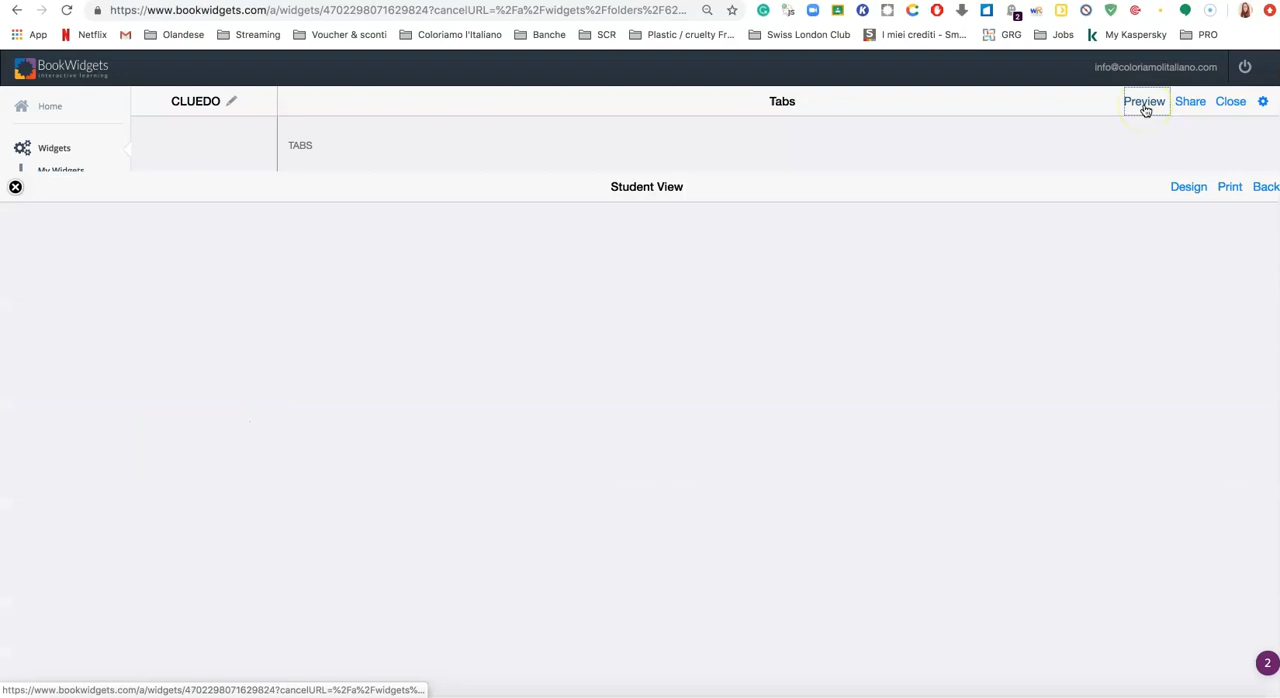 https://www.bookwidgets.com/a/widgets/4702298071629824?cancelURL=%2Fa%2Fwidgets%2Ffolders%2F62...
App Netflix Olandese Streaming Voucher & sconti Coloriamo l'Italiano Banche SCR Plastic / cruelty Fr... Swiss London Club I miei crediti - Sm... GRG Jobs My Kaspersky PRO
BookWidgets
interactive learning
info@coloriamolitaliano.com
Home
CLUEDO
Tabs
Preview Share Close
Widgets
TABS
My Widgets
Student View
Design Print Back
2
https://www.bookwidgets.com/a/widgets/4702298071629824?cancelURL=%2Fa%2Fwidgets%...